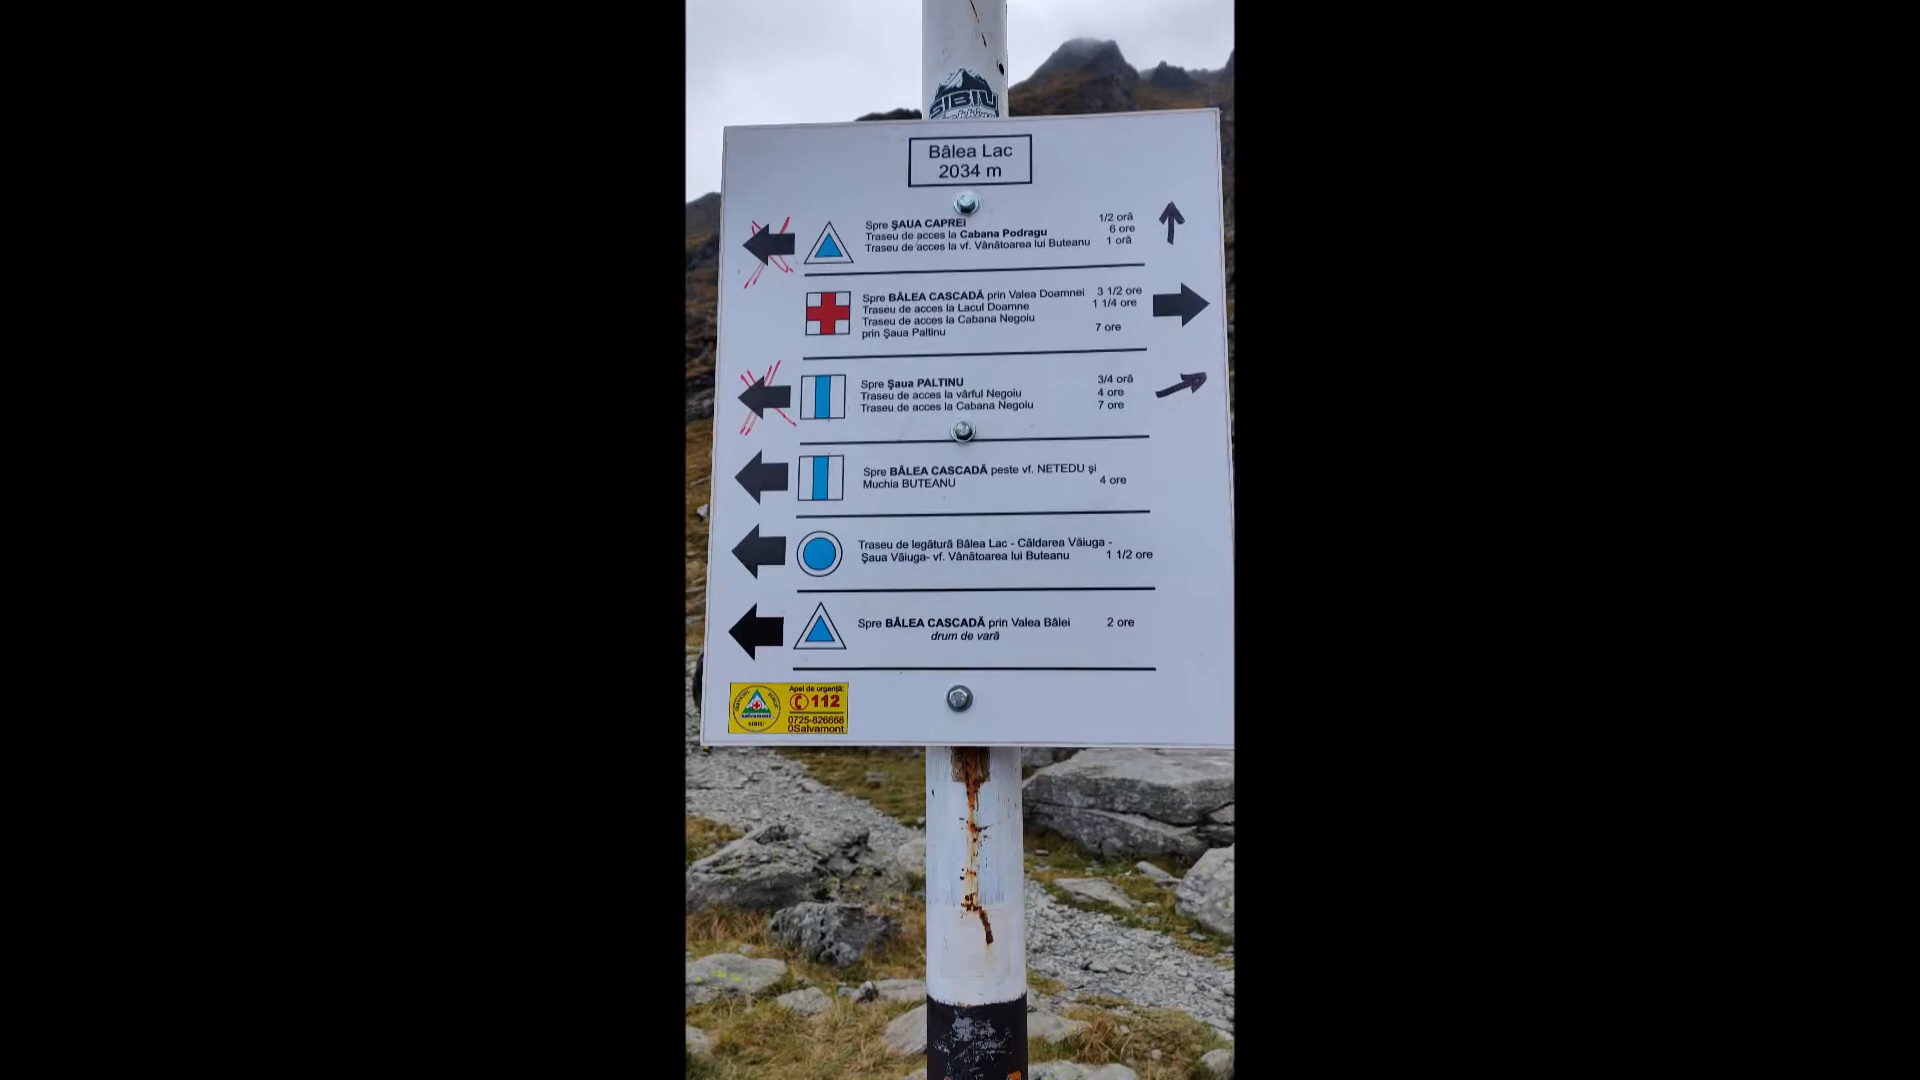 SIBIU
Bâlea Lac
2034 m
Spre ŞAUA CAPREI 1/2 oră
Traseu de acces la Cabana Podragu 6 ore
Traseu de acces la vf. Vânătoarea lui Buteanu 1 oră
Spre BÂLEA CASCADĂ prin Valea Doamnei 3 1/2 ore
Traseu de acces la Lacul Doamne 1 1/4 ore
Traseu de acces la Cabana Negoiu
prin Şaua Paltinu 7 ore
Spre Şaua PALTINU 3/4 oră
Traseu de acces la vârful Negoiu 4 ore
Traseu de acces la Cabana Negoiu 7 ore
Spre BÂLEA CASCADĂ peste vf. NETEDU şi
Muchia BUTEANU 4 ore
Traseu de legătură Bâlea Lac - Căldarea Văiuga -
Şaua Văiuga- vf. Vânătoarea lui Buteanu 1 1/2 ore
Spre BÂLEA CASCADĂ prin Valea Bâlei 2 ore
drum de vară
Apel de urgenţă:
112
0725-826668
0Salvamont
salvamont
SIBIU